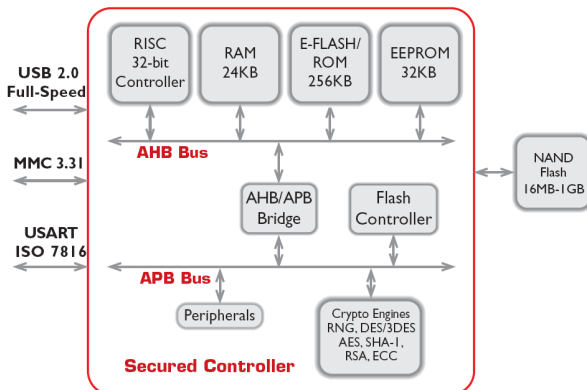 RISC
32-bit
Controller
RAM
24KB
E-FLASH/
ROM
256KB
EEPROM
32KB
USB 2.0
Full-Speed
AHB Bus
MMC 3.31
NAND
Flash
16MB-1GB
AHB/APB
Bridge
Flash
Controller
USART
ISO 7816
APB Bus
Peripherals
Crypto Engines
RNG, DES/3DES
AES, SHA-1,
RSA, ECC
Secured Controller